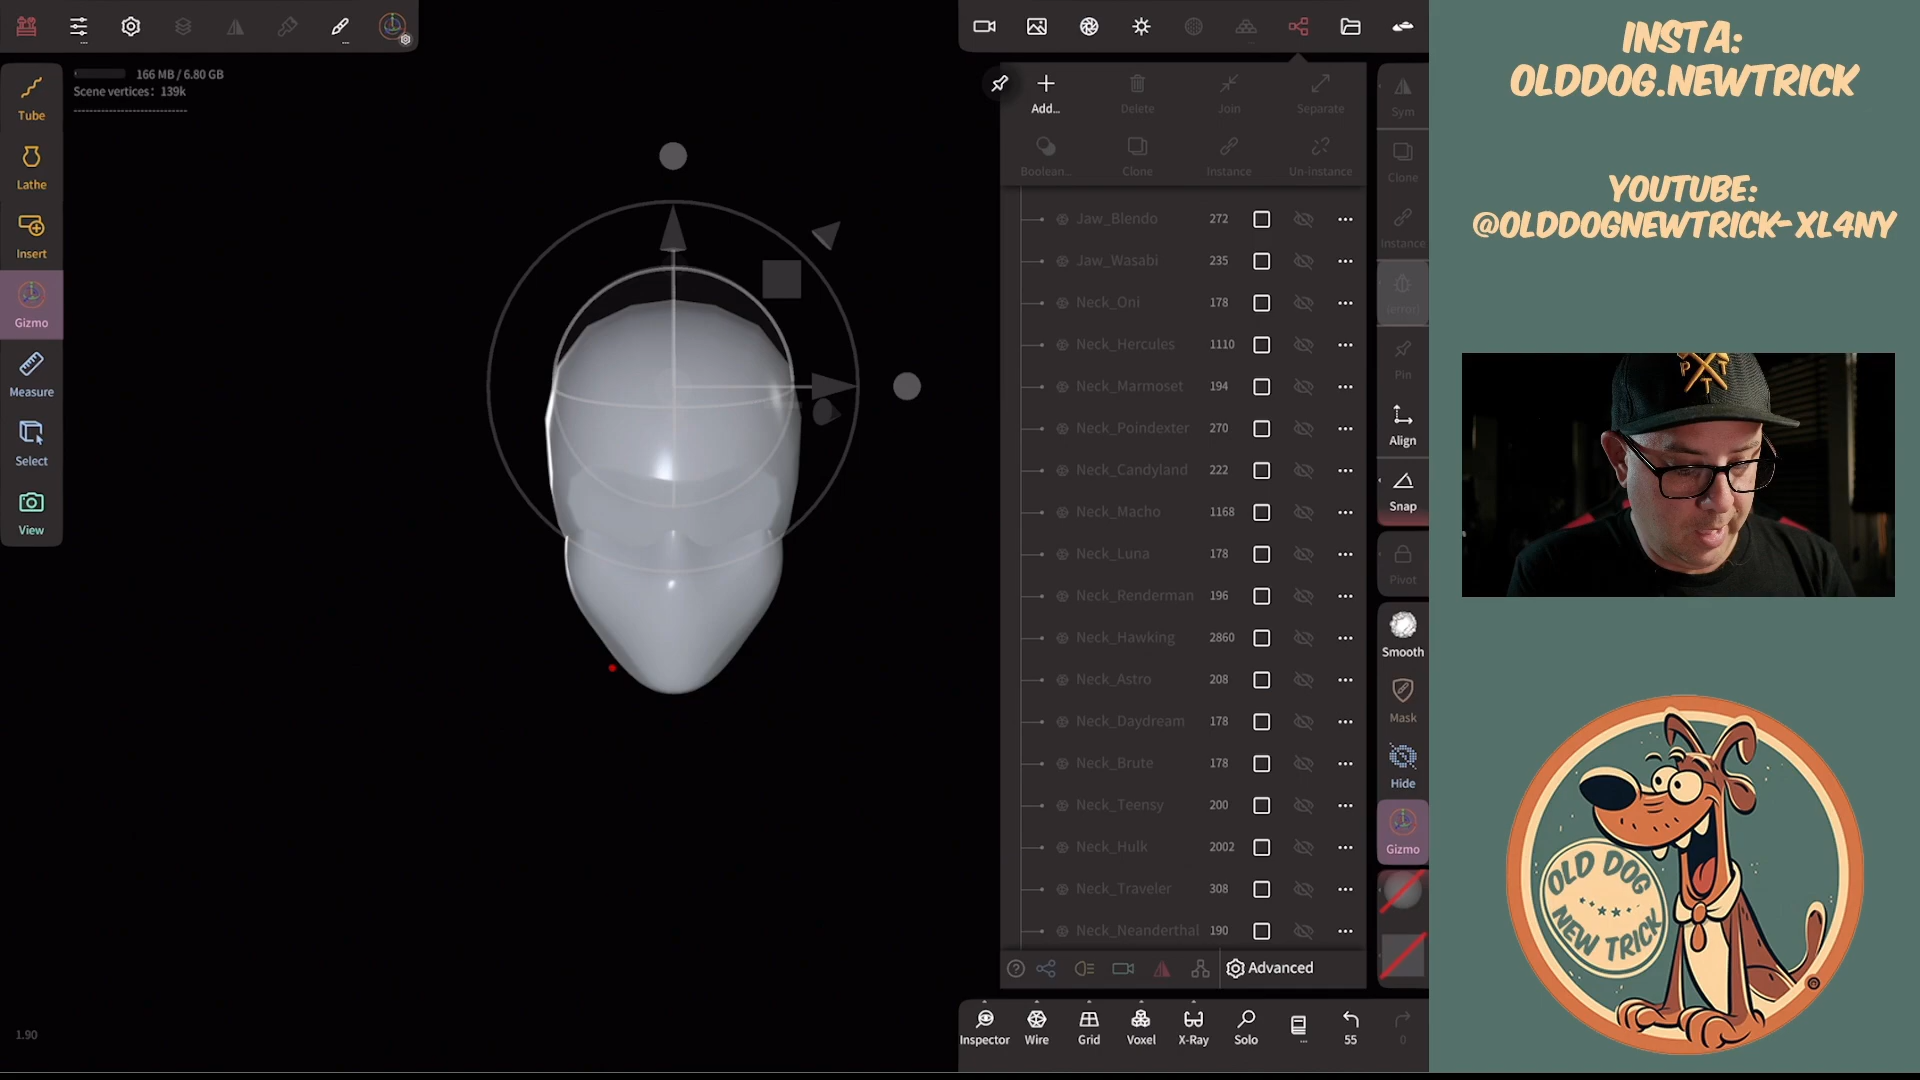 166 MB / 6.80 GB
Scene vertices: 139k
Tube
Lathe
Insert
Gizmo
Measure
Select
View
1.90
Add...
Delete
Join
Separate
Boolean...
Clone
Instance
Un-instance
Jaw_Blendo 272
Jaw_Wasabi 235
Neck_Oni 178
Neck_Hercules 1110
Neck_Marmoset 194
Neck_Poindexter 270
Neck_Candyland 222
Neck_Macho 1168
Neck_Luna 178
Neck_Renderman 196
Neck_Hawking 2860
Neck_Astro 208
Neck_Daydream 178
Neck_Brute 178
Neck_Teensy 200
Neck_Hulk 2002
Neck_Traveler 308
Neck_Neanderthal 190
Advanced
Sym
Clone
Instance
(error)
Pin
Align
Snap
Pivot
Smooth
Mask
Hide
Gizmo
Inspector
Wire
Grid
Voxel
X-Ray
Solo
...
55
0
INSTA:
OLDDOG.NEWTRICK
YOUTUBE:
@OLDDOGNEWTRICK-XL4NY
P T
T
OLD DOG
NEW TRICK